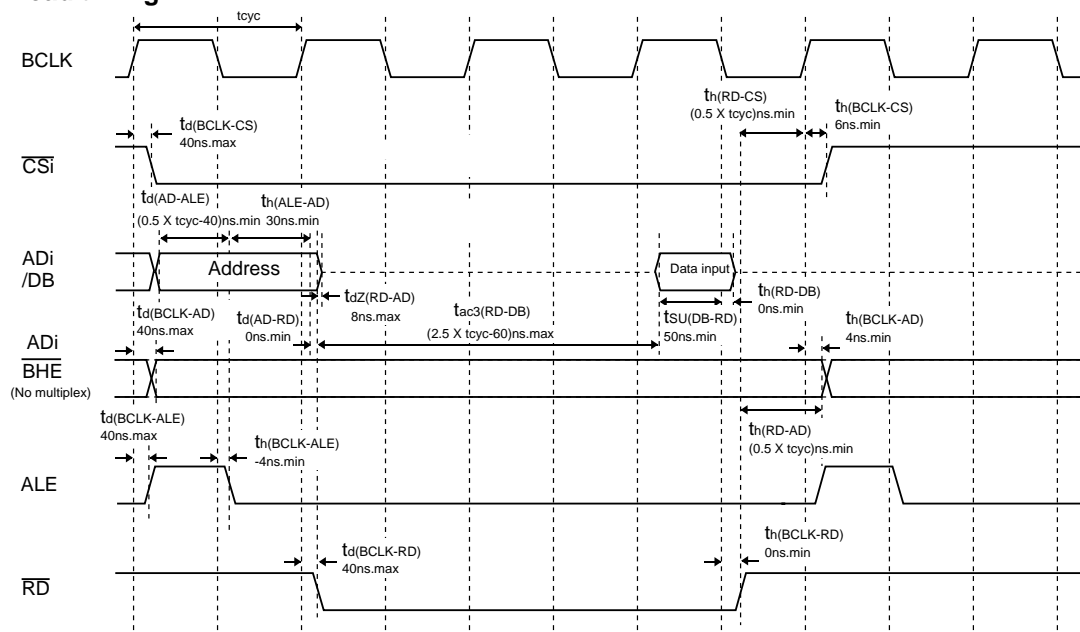 tcyc
BCLK
th(RD-CS)
(0.5 X tcyc)ns.min
th(BCLK-CS)
6ns.min
td(BCLK-CS)
40ns.max
CSi
td(AD-ALE)
(0.5 X tcyc-40)ns.min
th(ALE-AD)
30ns.min
ADi
/DB
Address
Data input
tdZ(RD-AD)
8ns.max
th(RD-DB)
0ns.min
td(BCLK-AD)
40ns.max
td(AD-RD)
0ns.min
tac3(RD-DB)
(2.5 X tcyc-60)ns.max
tSU(DB-RD)
50ns.min
th(BCLK-AD)
4ns.min
ADi
BHE
(No multiplex)
td(BCLK-ALE)
40ns.max
th(BCLK-ALE)
-4ns.min
th(RD-AD)
(0.5 X tcyc)ns.min
ALE
td(BCLK-RD)
40ns.max
th(BCLK-RD)
0ns.min
RD